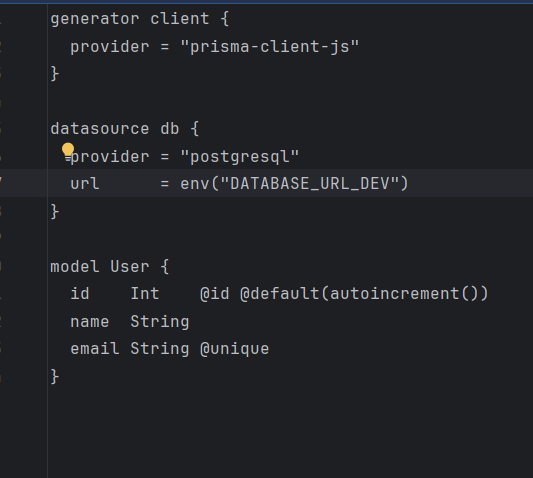 generator client {
  provider = "prisma-client-js"
}
datasource db {
  provider = "postgresql"
  url      = env("DATABASE_URL_DEV")
}
model User {
  id    Int    @id @default(autoincrement())
  name  String
  email String @unique
}